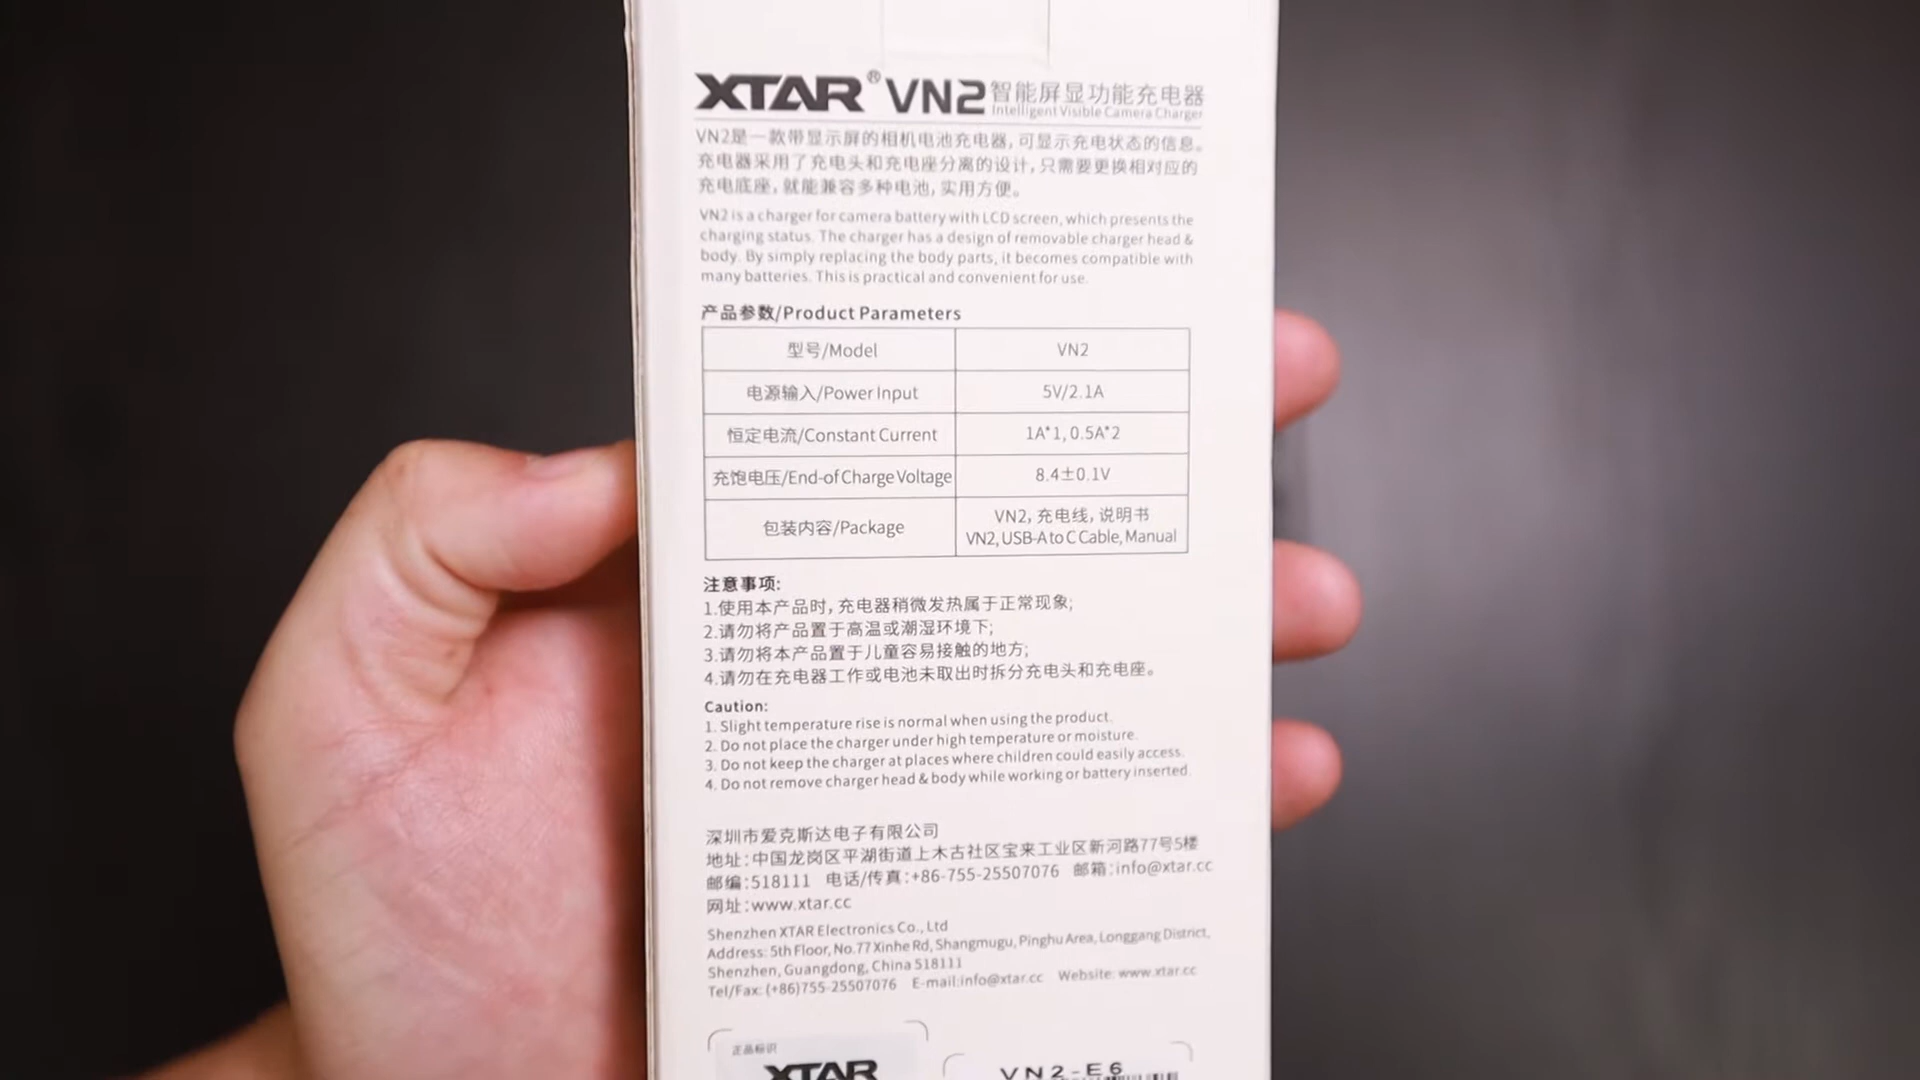 XTAR® VN2 智能屏显功能充电器
Intelligent Visible Camera Charger
VN2是一款带显示屏的相机电池充电器,可显示充电状态的信息。
充电器采用了充电头和充电座分离的设计,只需要更换相对应的
充电底座,就能兼容多种电池,实用方便。
VN2 is a charger for camera battery with LCD screen, which presents the
charging status. The charger has a design of removable charger head &
body. By simply replacing the body parts, it becomes compatible with
many batteries. This is practical and convenient for use.
产品参数/Product Parameters
型号/Model VN2
电源输入/Power Input 5V/2.1A
恒定电流/Constant Current 1A*1, 0.5A*2
充饱电压/End-of Charge Voltage 8.4±0.1V
包装内容/Package VN2, 充电线, 说明书
VN2, USB-A to C Cable, Manual
注意事项:
1.使用本产品时,充电器稍微发热属于正常现象;
2.请勿将产品置于高温或潮湿环境下;
3.请勿将本产品置于儿童容易接触的地方;
4.请勿在充电器工作或电池未取出时拆分充电头和充电座。
Caution:
1. Slight temperature rise is normal when using the product.
2. Do not place the charger under high temperature or moisture.
3. Do not keep the charger at places where children could easily access.
4. Do not remove charger head & body while working or battery inserted.
深圳市爱克斯达电子有限公司
地址:中国龙岗区平湖街道上木古社区宝来工业区新河路77号5楼
邮编:518111 电话/传真:+86-755-25507076 邮箱:info@xtar.cc
网址:www.xtar.cc
Shenzhen XTAR Electronics Co., Ltd
Address: 5th Floor, No.77 Xinhe Rd, Shangmugu, Pinghu Area, Longgang District,
Shenzhen, Guangdong, China 518111
Tel/Fax: (+86)755-25507076 E-mail:info@xtar.cc Website: www.xtar.cc
正品标识
XTAR
VN2-E6